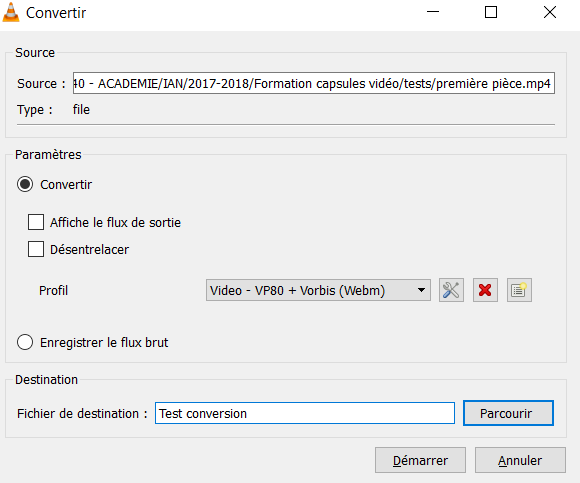 Convertir
Source
Source : 40 - ACADEMIE/IAN/2017-2018/Formation capsules vidéo/tests/première pièce.mp4
Type : file
Paramètres
Convertir
Affiche le flux de sortie
Désentrelacer
Profil Video - VP80 + Vorbis (Webm)
Enregistrer le flux brut
Destination
Fichier de destination : Test conversion Parcourir
Démarrer Annuler